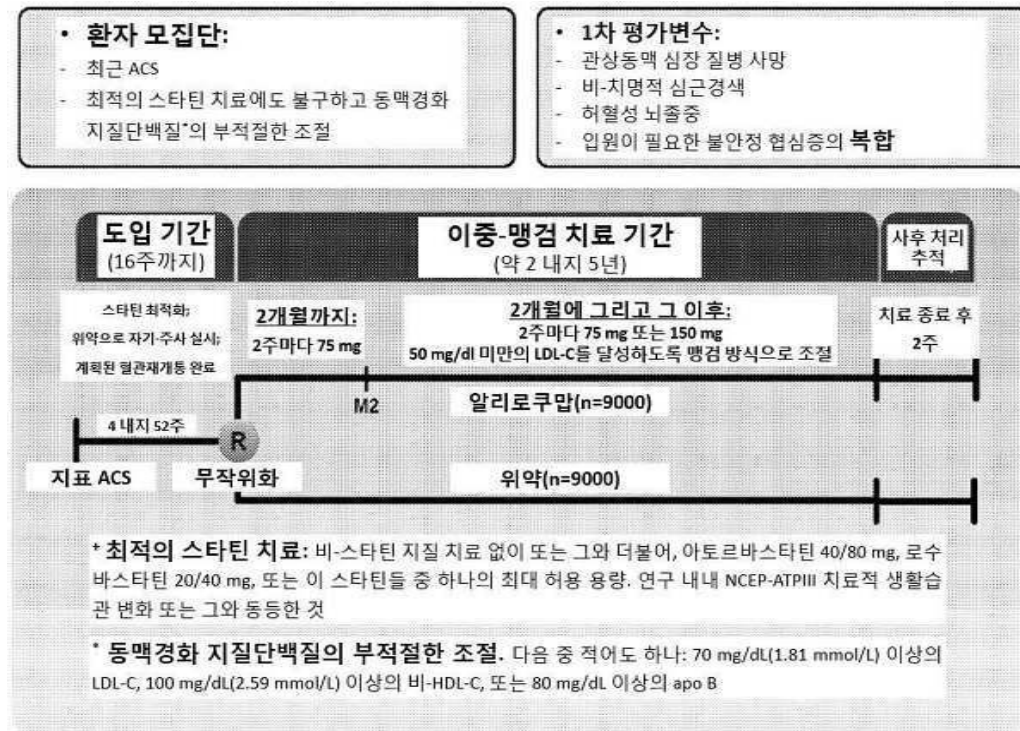 • 환자 모집단:
- 최근 ACS
- 최적의 스타틴 치료에도 불구하고 동맥경화
지질단백질*의 부적절한 조절
• 1차 평가변수:
- 관상동맥 심장 질병 사망
- 비-치명적 심근경색
- 허혈성 뇌졸중
- 입원이 필요한 불안정 협심증의 복합
도입 기간
(16주까지)
이중-맹검 치료 기간
(약 2 내지 5년)
사후 처리
추적
스타틴 최적화;
위약으로 자기-주사 실시;
계획된 혈관재개통 완료
2개월까지:
2주마다 75 mg
2개월에 그리고 그 이후:
2주마다 75 mg 또는 150 mg
50 mg/dl 미만의 LDL-C를 달성하도록 맹검 방식으로 조절
치료 종료 후
2주
M2
알리로쿠맙(n=9000)
4 내지 52주
R
지표 ACS
무작위화
위약(n=9000)
+ 최적의 스타틴 치료: 비-스타틴 지질 치료 없이 또는 그와 더불어, 아토르바스타틴 40/80 mg, 로수
바스타틴 20/40 mg, 또는 이 스타틴들 중 하나의 최대 허용 용량. 연구 내내 NCEP-ATPIII 치료적 생활습
관 변화 또는 그와 동등한 것
* 동맥경화 지질단백질의 부적절한 조절. 다음 중 적어도 하나: 70 mg/dL(1.81 mmol/L) 이상의
LDL-C, 100 mg/dL(2.59 mmol/L) 이상의 비-HDL-C, 또는 80 mg/dL 이상의 apo B